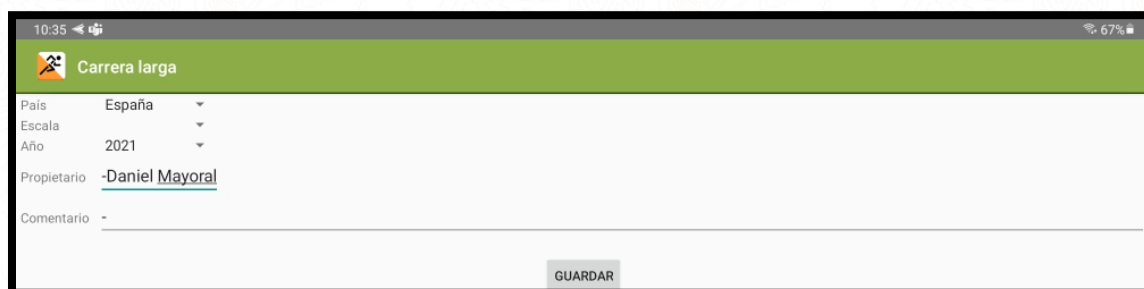 10:35
67%
Carrera larga
País España
Escala
Año 2021
Propietario -Daniel Mayoral
Comentario -
GUARDAR